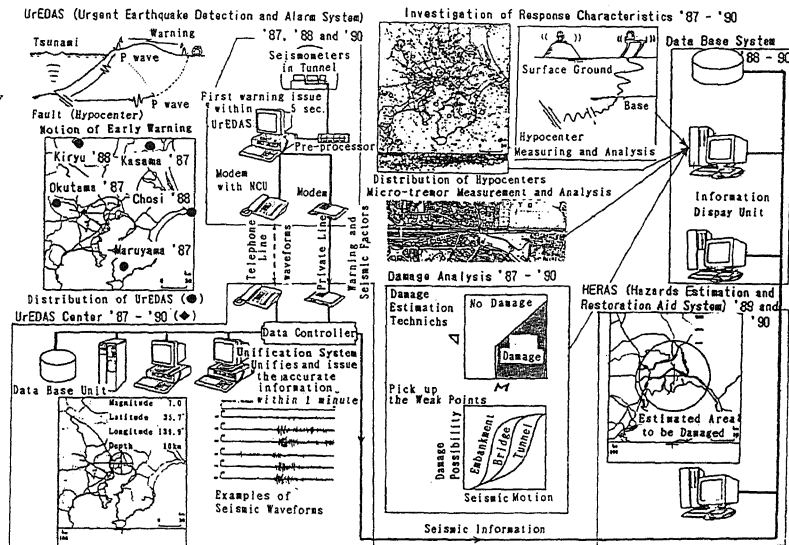 UrEDAS (Urgent Earthquake Detection and Alarm System)
Tsunami
Warning
P wave
P wave
Fault (Hypocenter)
Notion of Early Warning
Kiryu '88
Kasama '87
Okutama '87
Chosi '88
Maruyama '87
Distribution of UrEDAS (●)
'87, '88 and '90
Seismometers
in Tunnel
First warning issue
within 5 sec.
UrEDAS
Pre-processor
Modem
with NCU
Modem
Telephone
Line
waveforms
Private Line
Warning and
Seismic Factors
UrEDAS Center '87 - '90 (◆)
Data Controller
Unification System
Unifies and issue
the accurate
information
within 1 minute
Data Base Unit
Magnitude 7.0
Latitude 35.7°
Longitude 139.9°
Depth 10km
Examples of
Seismic Waveforms
Investigation of Response Characteristics '87 - '90
Surface Ground
Base
Hypocenter
Measuring and Analysis
Distribution of Hypocenters
Micro-tremor Measurement and Analysis
Damage Analysis '87 - '90
Damage
Estimation
Technichs
No Damage
Damage
Δ
M
Pick up
the Weak Points
Damage
Possibility
Embankment
Bridge
Tunnel
Seismic Motion
Seismic Information
Data Base System
'88 - '90
Information
Dispay Unit
HERAS (Hazards Estimation and
Restoration Aid System) '89 and
'90
Estimated Area
to be Damaged